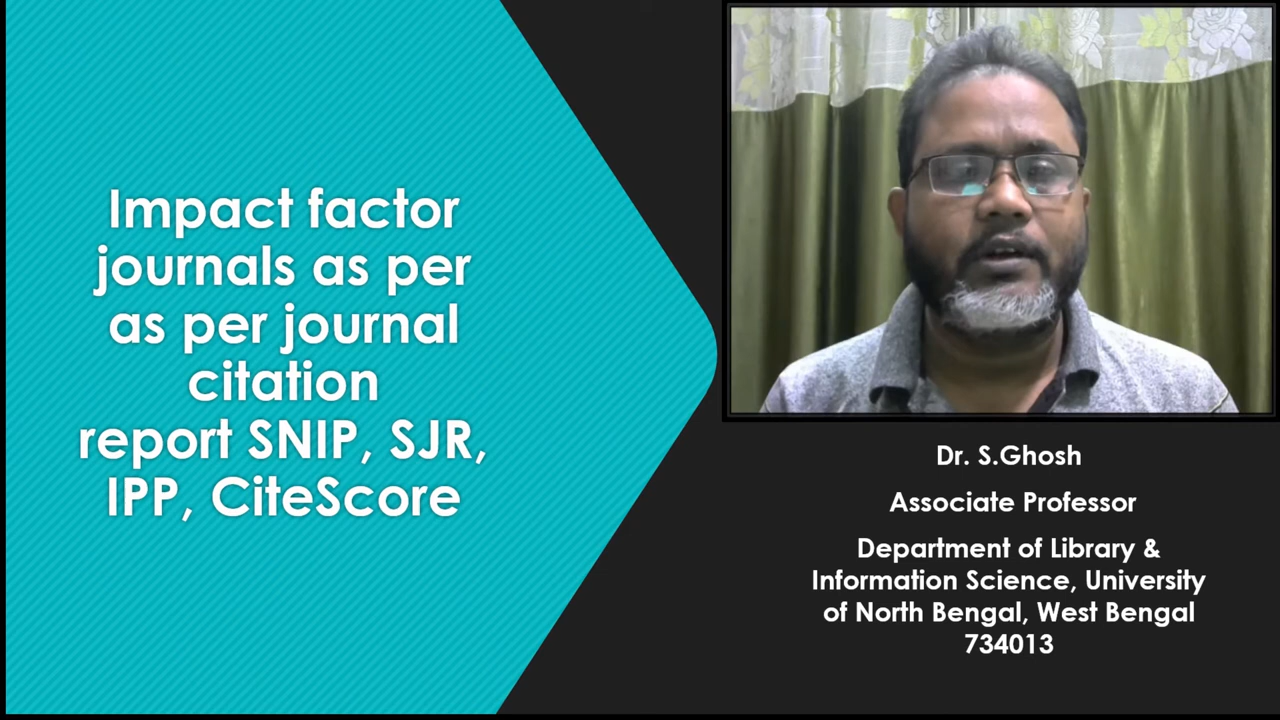 Impact factor
journals as per
as per journal
citation
report SNIP, SJR,
IPP, CiteScore
Dr. S.Ghosh
Associate Professor
Department of Library &
Information Science, University
of North Bengal, West Bengal
734013